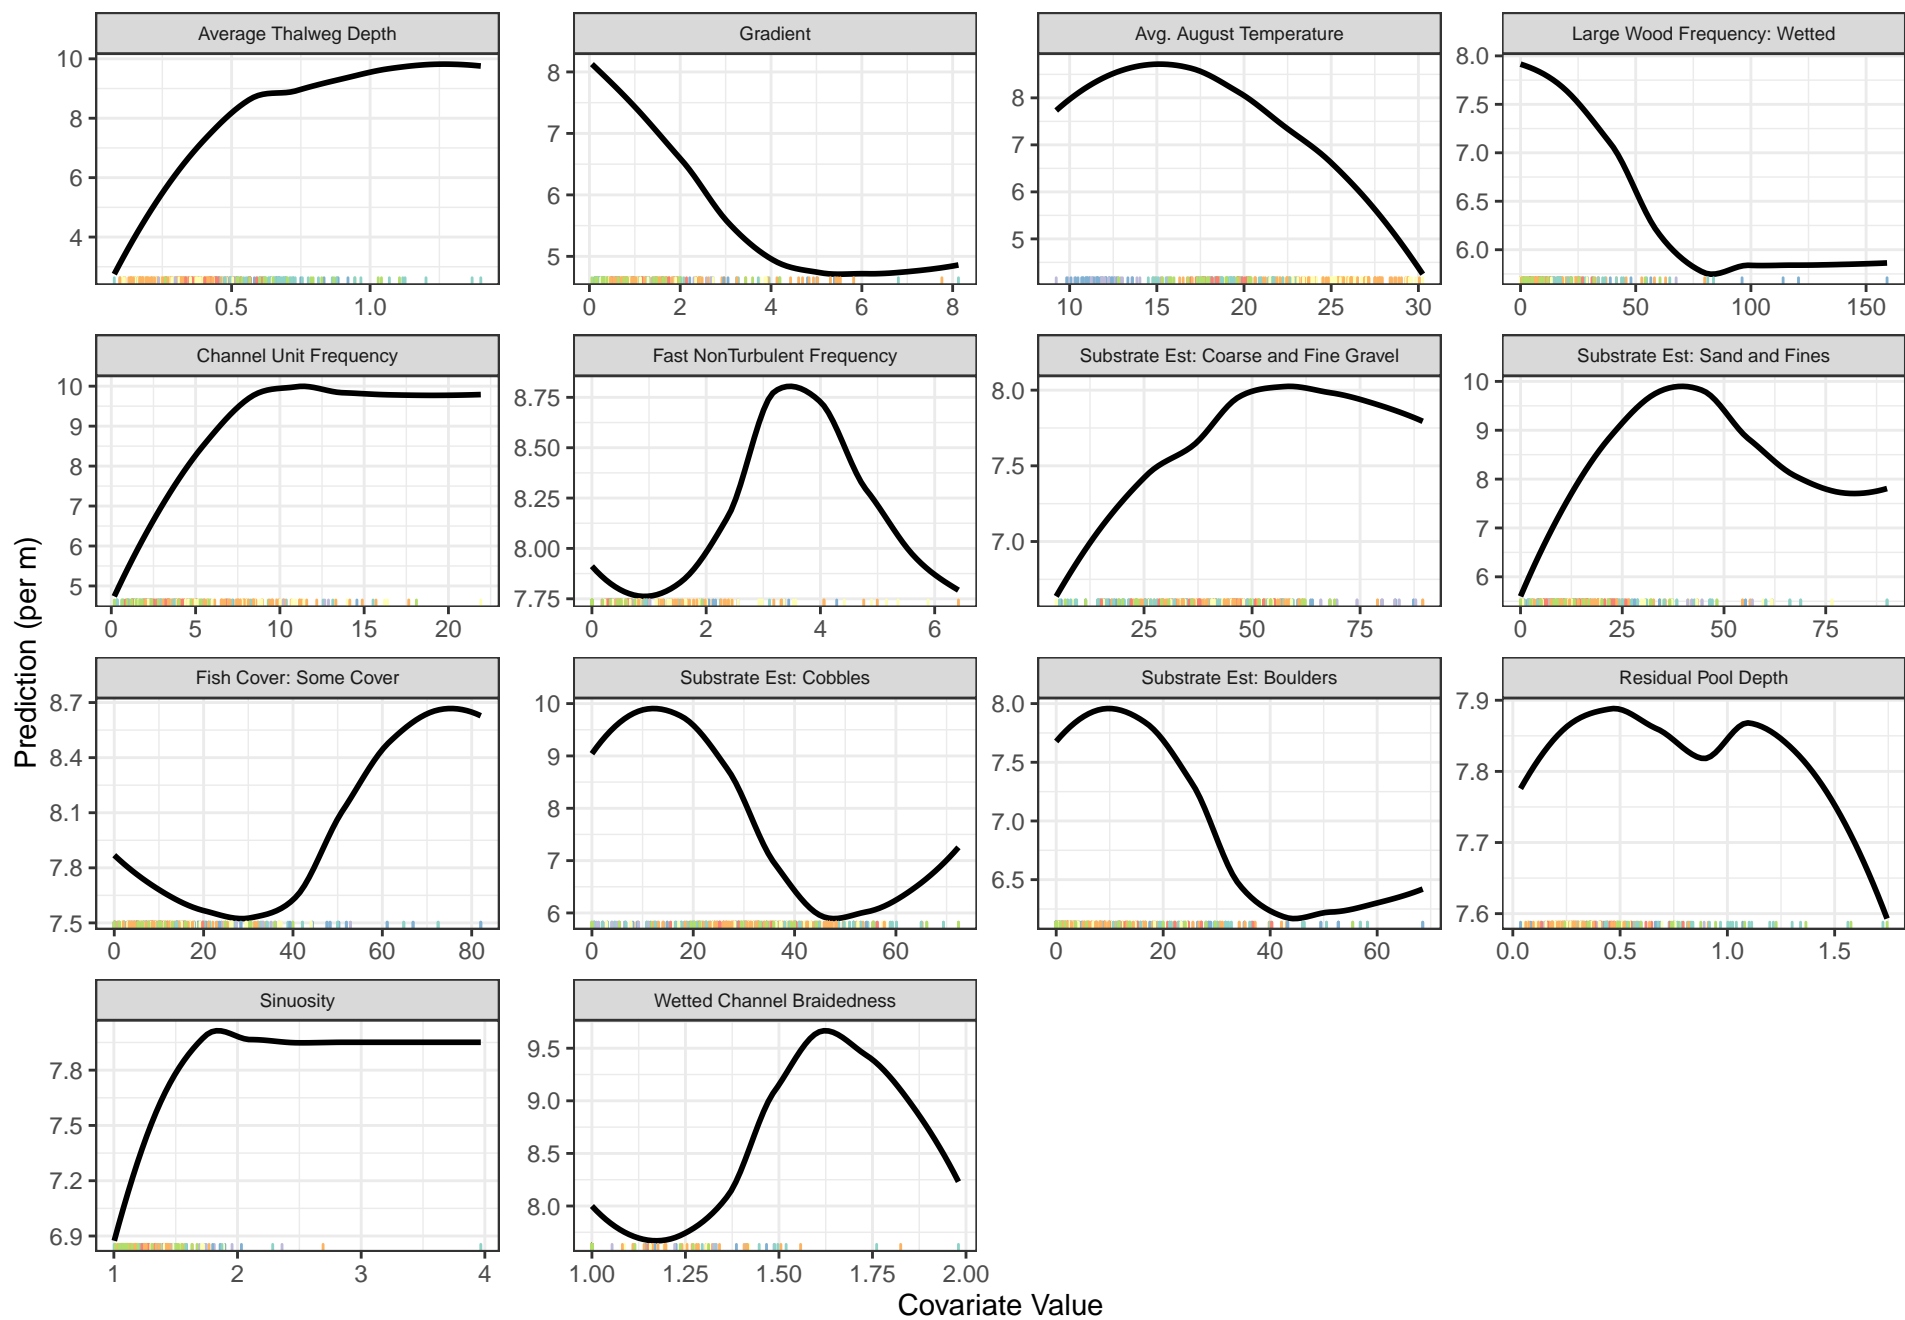 Average Thalweg Depth
Gradient
Avg. August Temperature
Large Wood Frequency: Wetted
10
8
6
4
0.5 1.0
8
7
6
5
0 2 4 6 8
8
7
6
5
10 15 20 25 30
8.0
7.5
7.0
6.5
6.0
0 50 100 150
Channel Unit Frequency
Fast NonTurbulent Frequency
Substrate Est: Coarse and Fine Gravel
Substrate Est: Sand and Fines
10
9
8
7
6
5
0 5 10 15 20
8.75
8.50
8.25
8.00
7.75
0 2 4 6
8.0
7.5
7.0
25 50 75
10
9
8
7
6
0 25 50 75
Prediction (per m)
Fish Cover: Some Cover
Substrate Est: Cobbles
Substrate Est: Boulders
Residual Pool Depth
8.7
8.4
8.1
7.8
7.5
0 20 40 60 80
10
9
8
7
6
0 20 40 60
8.0
7.5
7.0
6.5
0 20 40 60
7.9
7.8
7.7
7.6
0.0 0.5 1.0 1.5
Sinuosity
Wetted Channel Braidedness
7.8
7.5
7.2
6.9
1 2 3 4
9.5
9.0
8.5
8.0
1.00 1.25 1.50 1.75 2.00
Covariate Value